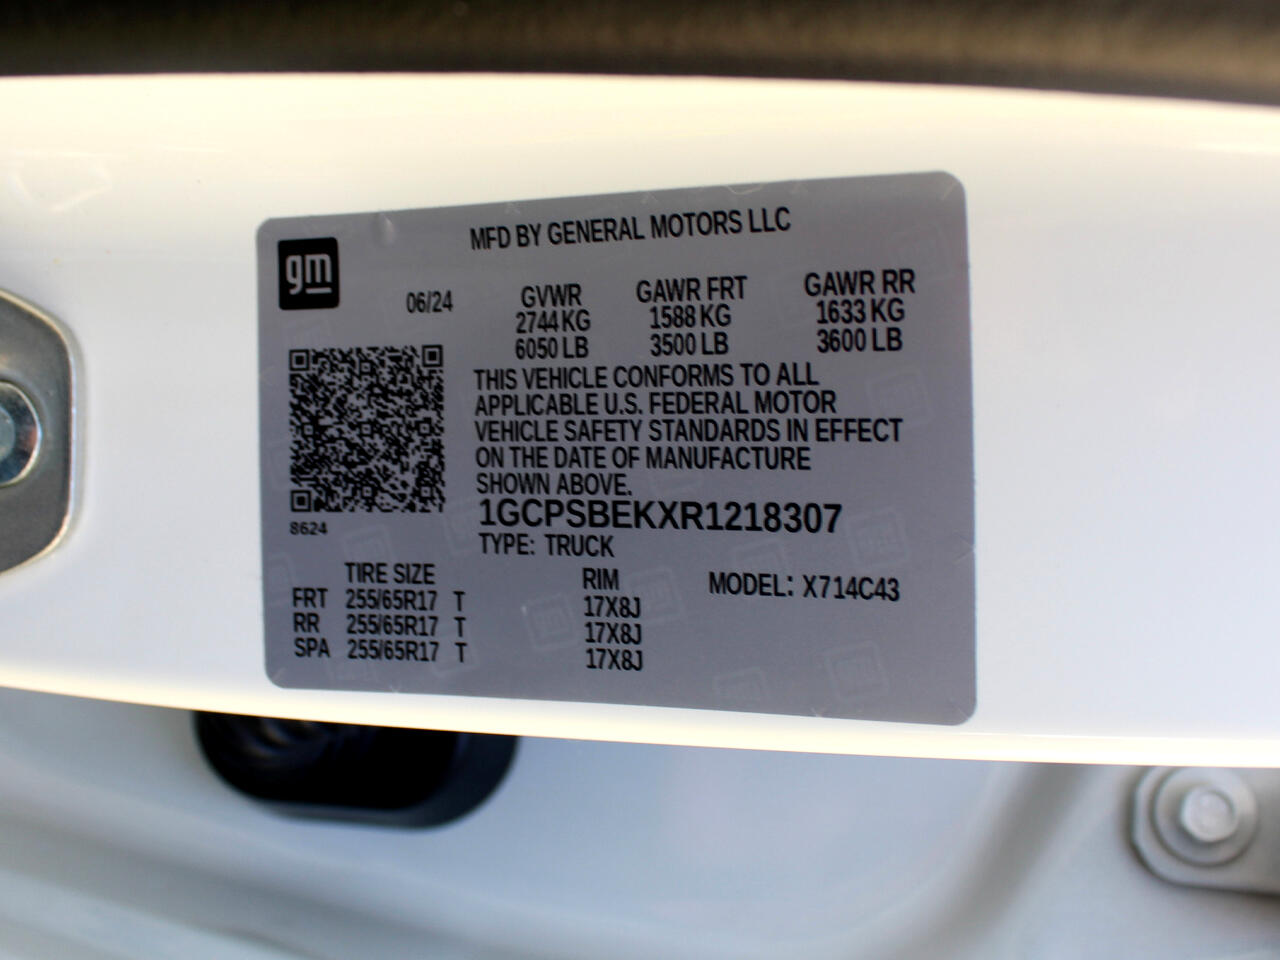 MFD BY GENERAL MOTORS LLC
gm
06/24
GVWR GAWR FRT GAWR RR
2744 KG 1588 KG 1633 KG
6050 LB 3500 LB 3600 LB
THIS VEHICLE CONFORMS TO ALL
APPLICABLE U.S. FEDERAL MOTOR
VEHICLE SAFETY STANDARDS IN EFFECT
ON THE DATE OF MANUFACTURE
SHOWN ABOVE.
8624
1GCPSBEKXR1218307
TYPE: TRUCK
TIRE SIZE RIM MODEL: X714C43
FRT 255/65R17 T 17X8J
RR 255/65R17 T 17X8J
SPA 255/65R17 T 17X8J